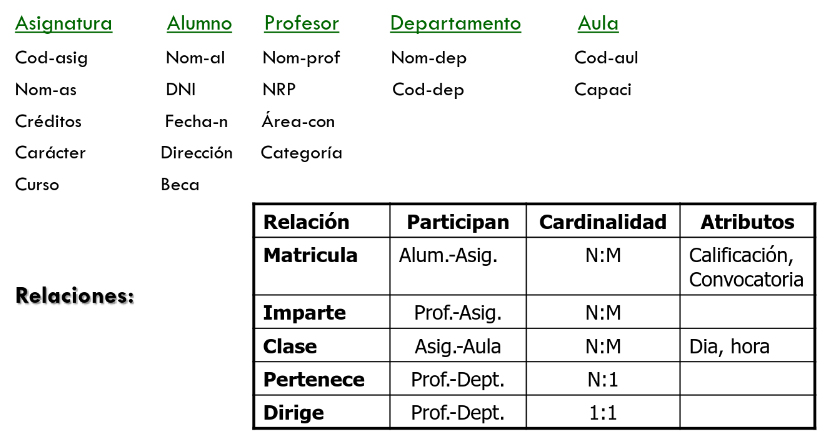 Asignatura Alumno Profesor Departamento Aula
Cod-asig Nom-al Nom-prof Nom-dep Cod-aul
Nom-as DNI NRP Cod-dep Capaci
Créditos Fecha-n Área-con
Carácter Dirección Categoría
Curso Beca
Relaciones:
Relación Participan Cardinalidad Atributos
Matricula Alum.-Asig. N:M Calificación,
Convocatoria
Imparte Prof.-Asig. N:M
Clase Asig.-Aula N:M Dia, hora
Pertenece Prof.-Dept. N:1
Dirige Prof.-Dept. 1:1